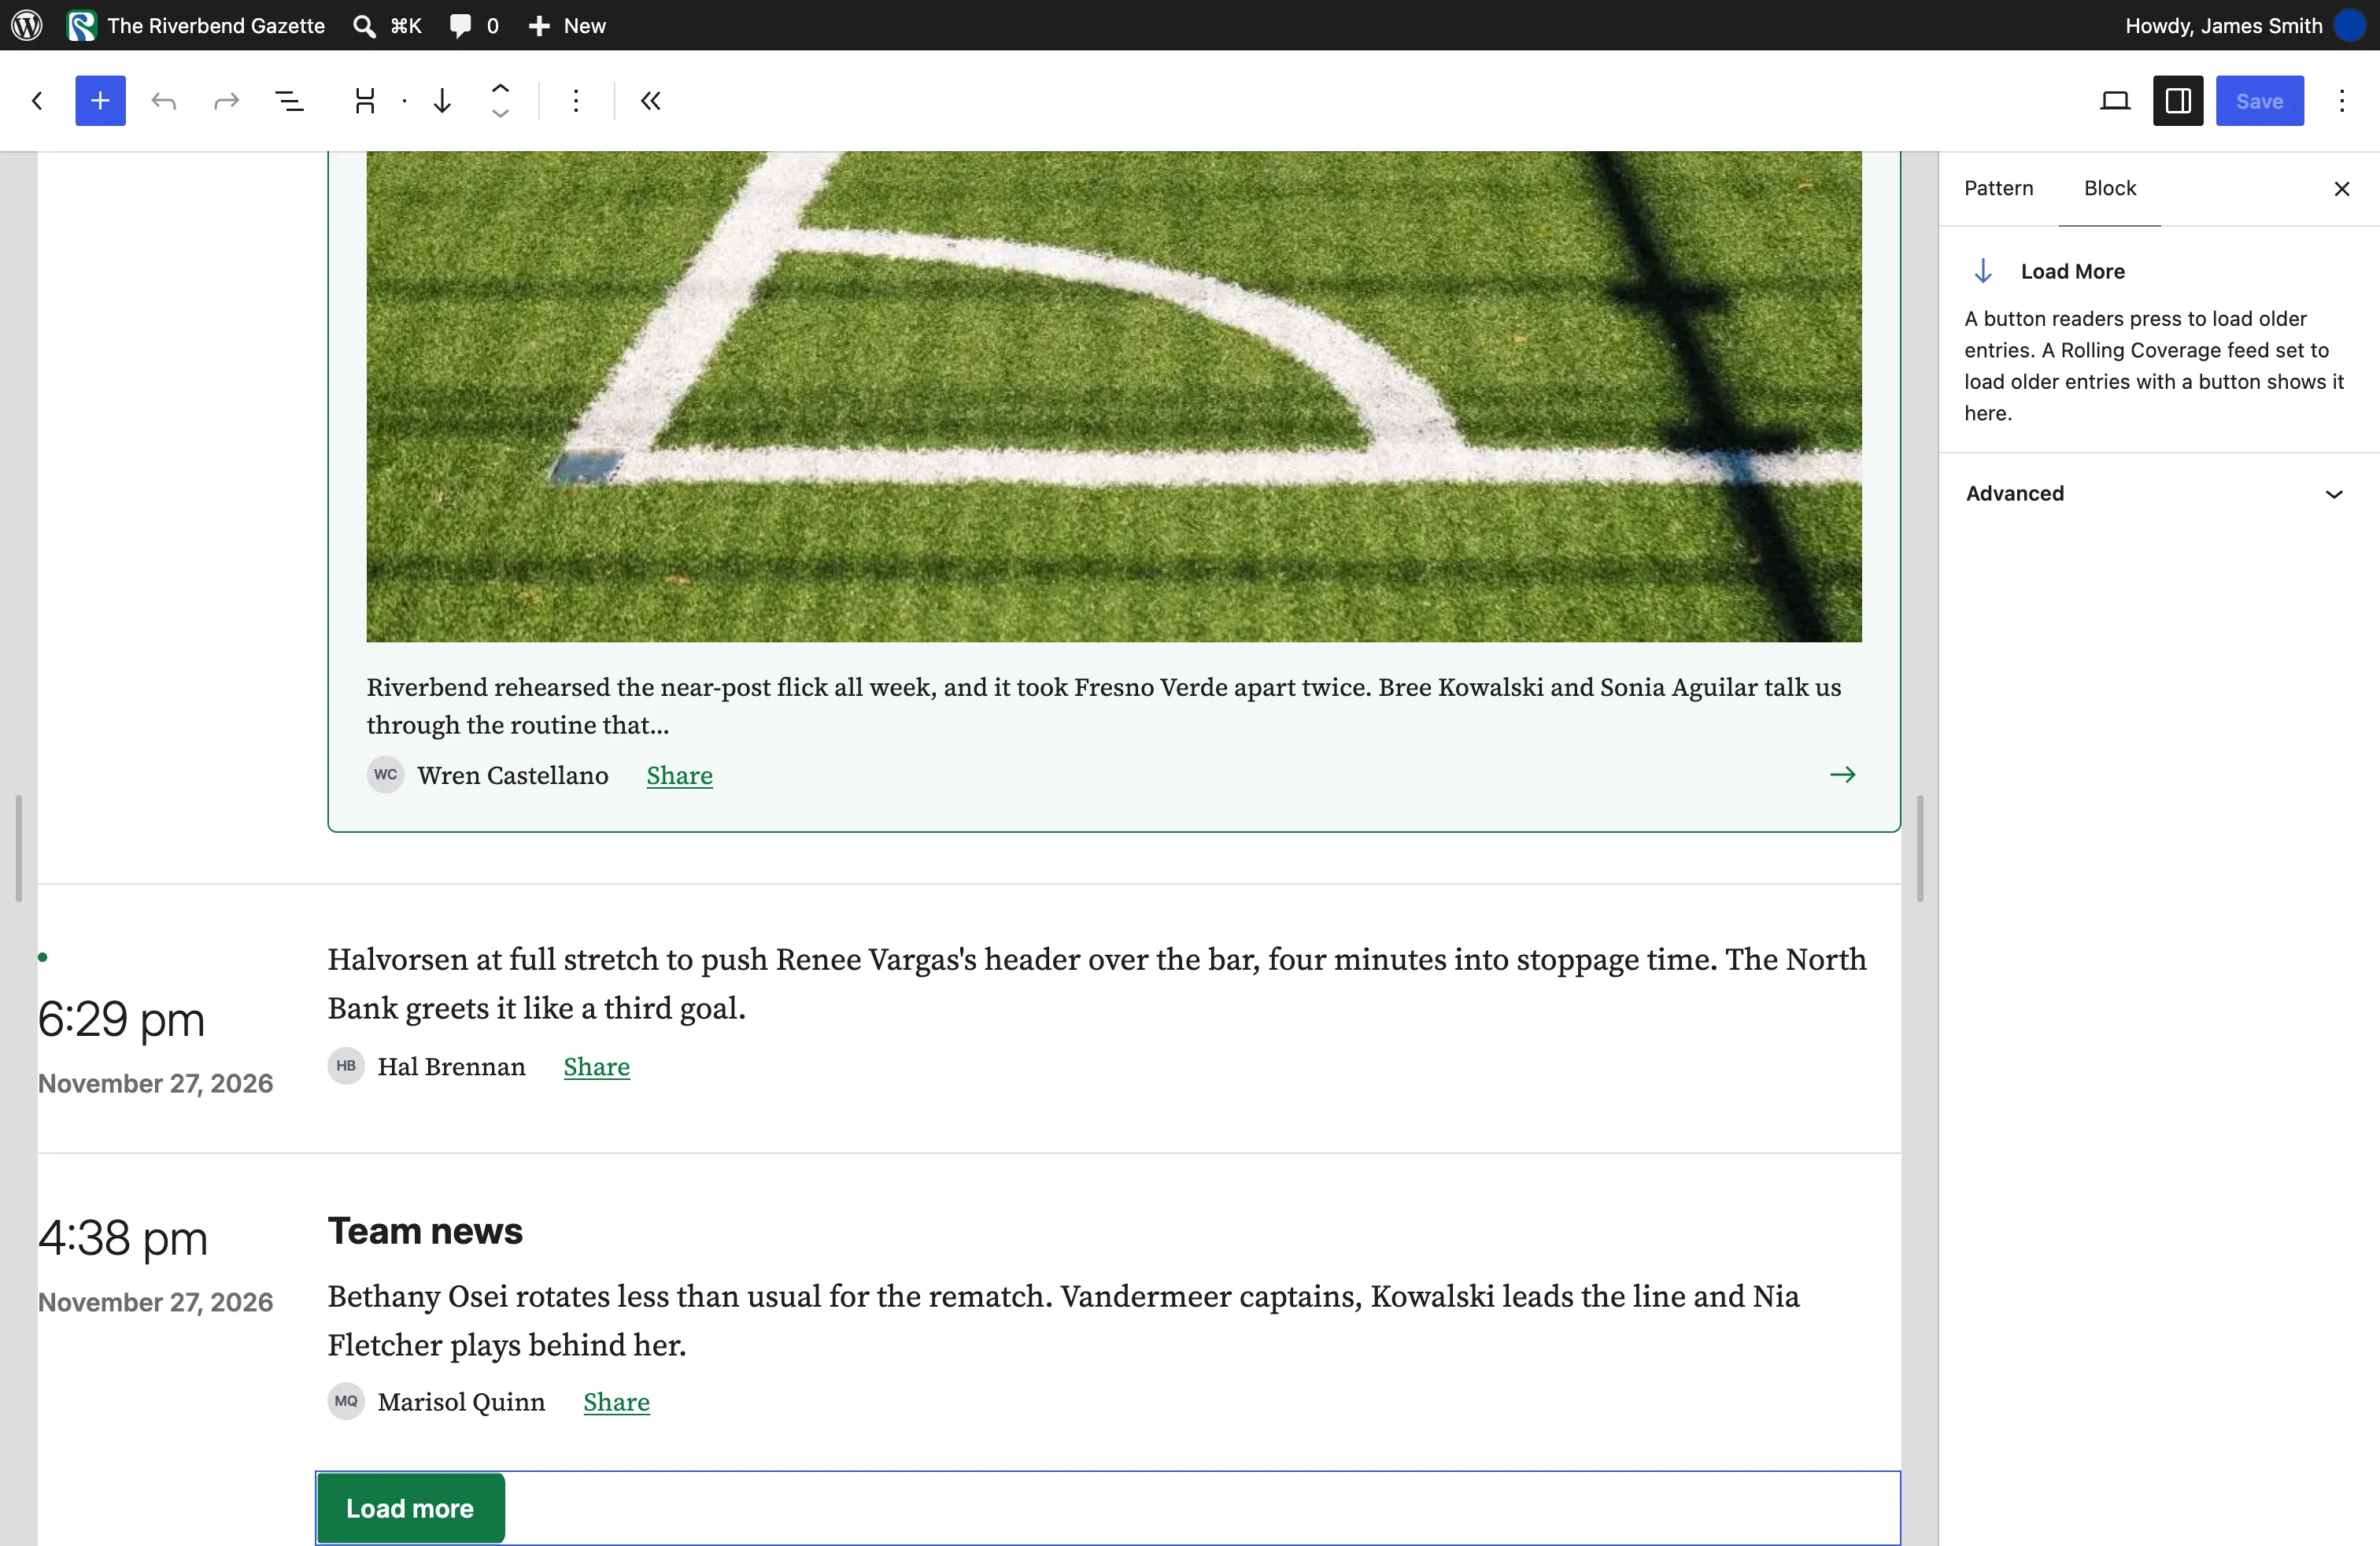 The Riverbend Gazette
⌘K
0
New
Howdy, James Smith
Save
Pattern
Block
Load More
A button readers press to load older
entries. A Rolling Coverage feed set to
load older entries with a button shows it
here.
Advanced
Riverbend rehearsed the near-post flick all week, and it took Fresno Verde apart twice. Bree Kowalski and Sonia Aguilar talk us
through the routine that...
WC
Wren Castellano
Share
Halvorsen at full stretch to push Renee Vargas's header over the bar, four minutes into stoppage time. The North
Bank greets it like a third goal.
6:29 pm
November 27, 2026
HB
Hal Brennan
Share
4:38 pm
November 27, 2026
Team news
Bethany Osei rotates less than usual for the rematch. Vandermeer captains, Kowalski leads the line and Nia
Fletcher plays behind her.
MQ
Marisol Quinn
Share
Load more